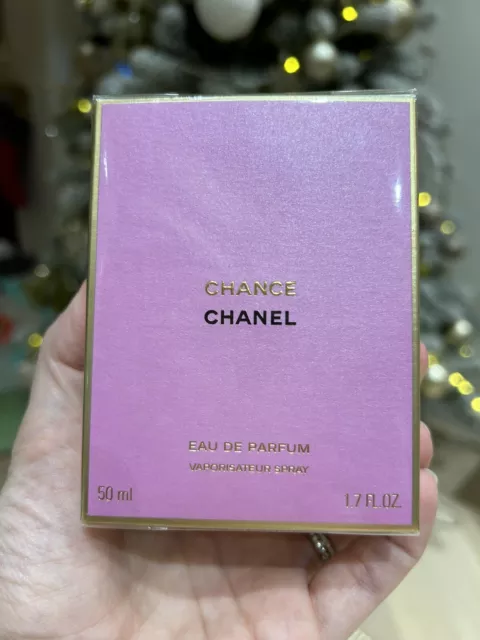 CHANCE
CHANEL
EAU DE PARFUM
VAPORISATEUR SPRAY
50 ml 1.7 FL.OZ.